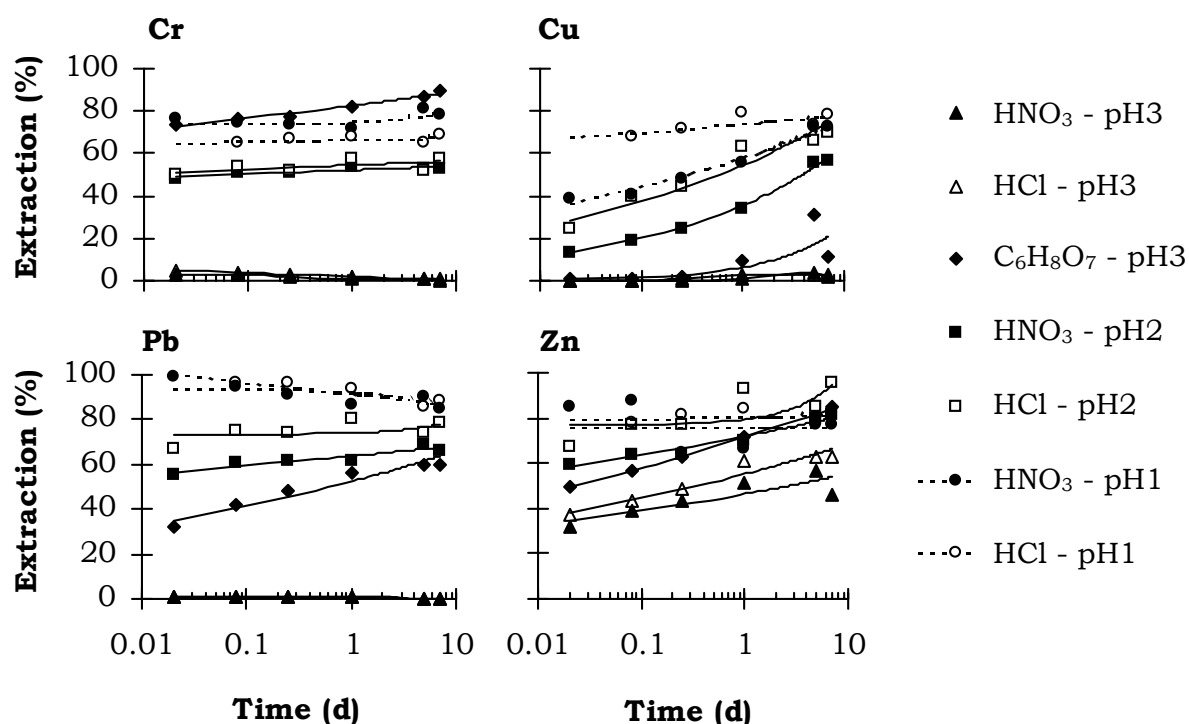 Cr
Cu
Extraction (%)
100
80
60
40
20
0
Pb
Zn
Extraction (%)
100
80
60
40
20
0
0.01
0.1
1
10
0.01
0.1
1
10
Time (d)
Time (d)
HNO₃ - pH3
HCl - pH3
C₆H₈O₇ - pH3
HNO₃ - pH2
HCl - pH2
HNO₃ - pH1
HCl - pH1